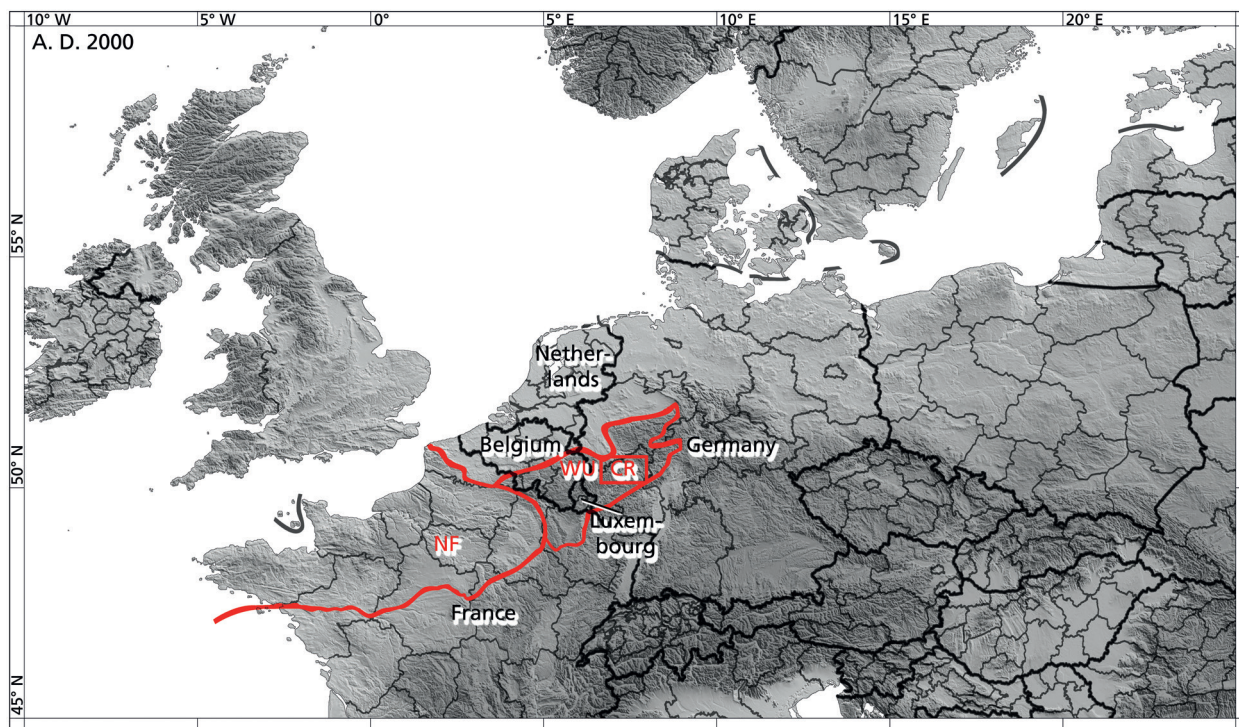 10° W
5° W
0°
5° E
10° E
15° E
20° E
A. D. 2000
55° N
50° N
45° N
Nether-
lands
Belgium
Germany
WU
GR
Luxem-
bourg
NF
France